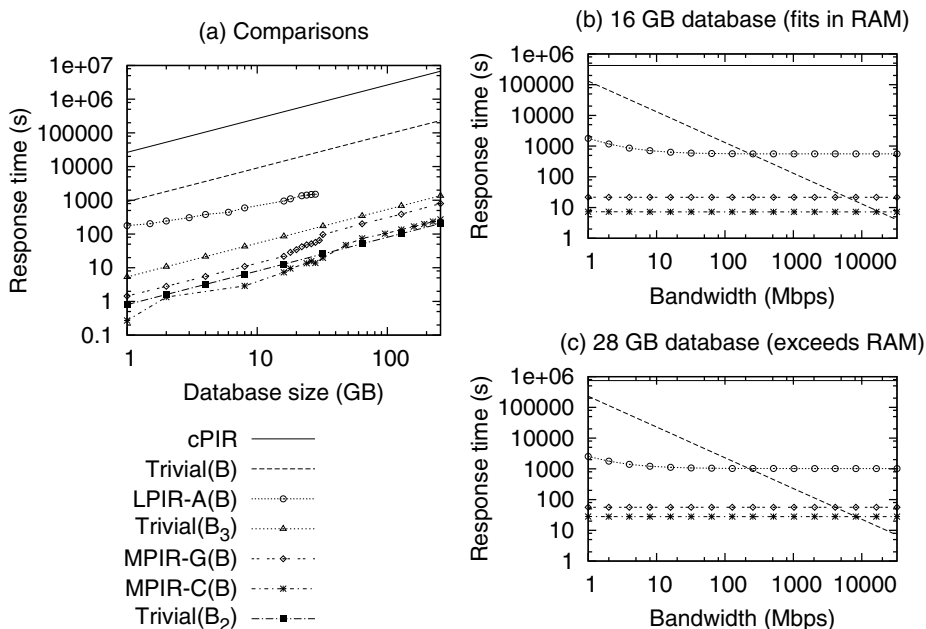 (a) Comparisons
Response time (s)
1e+07
1e+06
100000
10000
1000
100
10
1
0.1
1 10 100
Database size (GB)
cPIR
Trivial(B)
LPIR-A(B)
Trivial(B3)
MPIR-G(B)
MPIR-C(B)
Trivial(B2)
(b) 16 GB database (fits in RAM)
Response time (s)
1e+06
100000
10000
1000
100
10
1
1 10 100 1000 10000
Bandwidth (Mbps)
(c) 28 GB database (exceeds RAM)
Response time (s)
1e+06
100000
10000
1000
100
10
1
1 10 100 1000 10000
Bandwidth (Mbps)